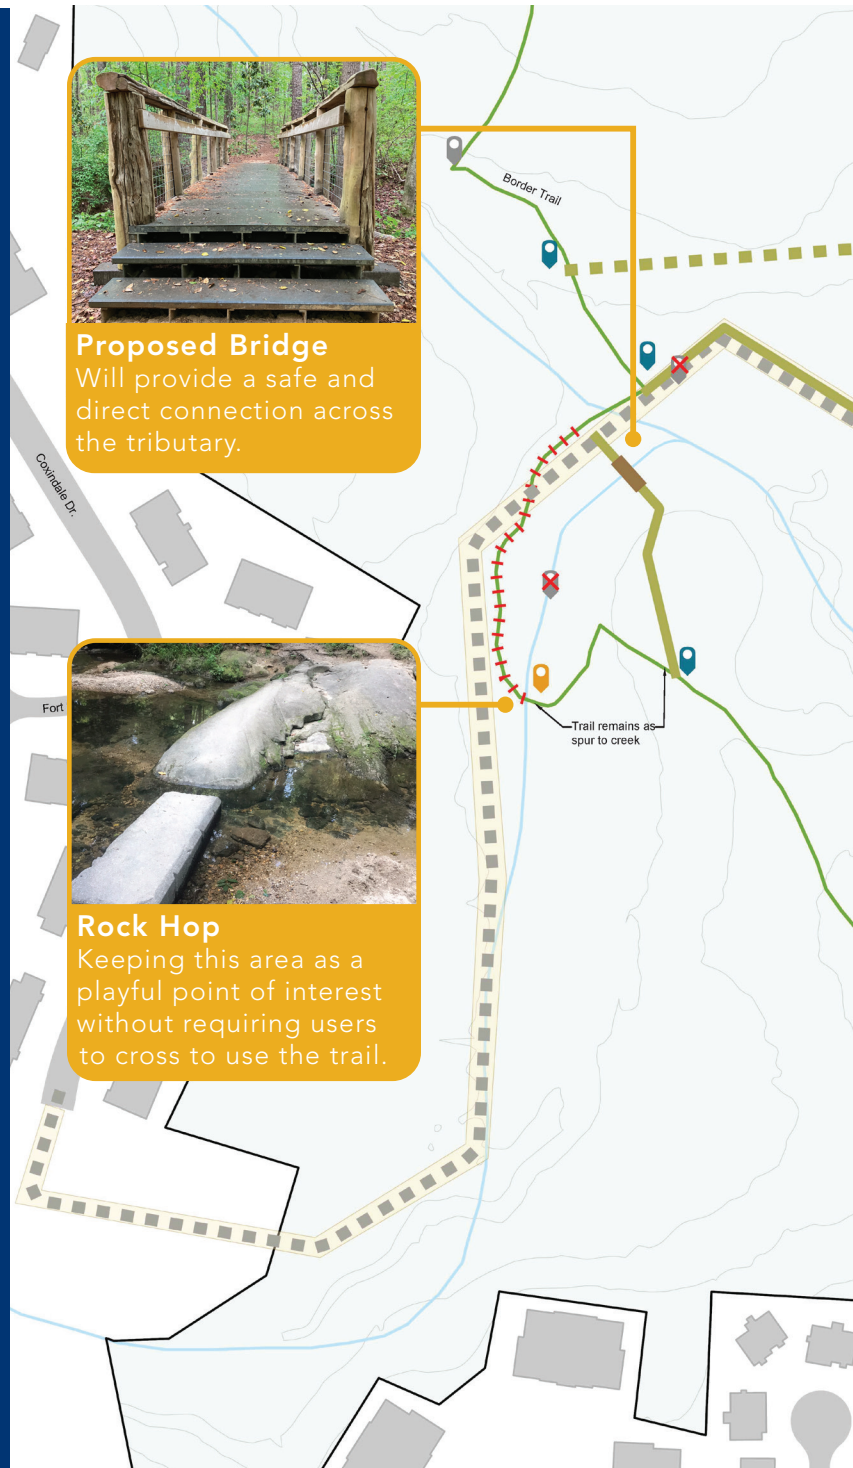 Border Trail
Proposed Bridge
Will provide a safe and
direct connection across
the tributary.
Coxindale Dr.
Fort
Trail remains as
spur to creek
Rock Hop
Keeping this area as a
playful point of interest
without requiring users
to cross to use the trail.